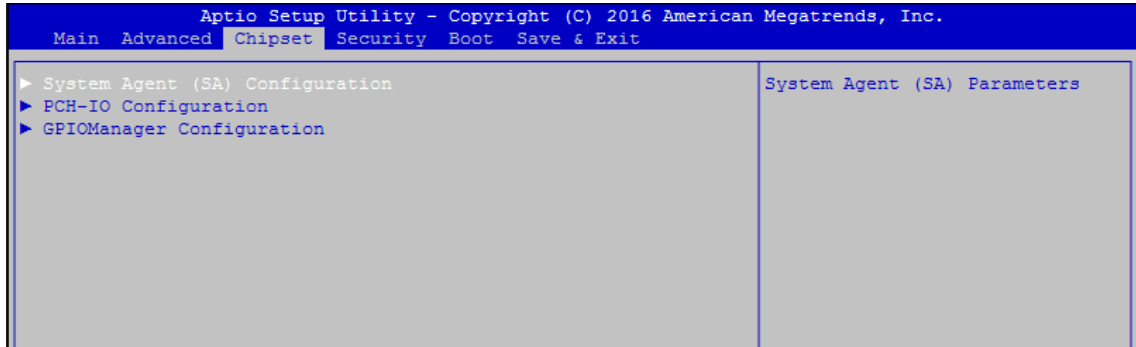 Aptio Setup Utility - Copyright (C) 2016 American Megatrends, Inc.
Main Advanced Chipset Security Boot Save & Exit
► System Agent (SA) Configuration
► PCH-IO Configuration
► GPIOManager Configuration
System Agent (SA) Parameters